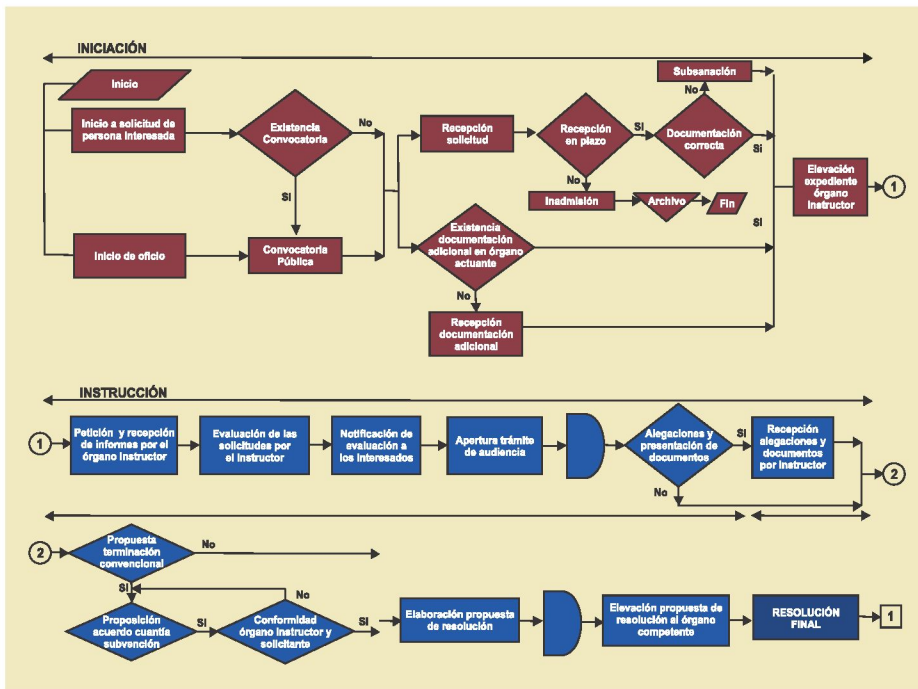 INICIACIÓN
Inicio
Inicio a solicitud de
persona interesada
Existencia
Convocatoria
No
Si
Inicio de oficio
Convocatoria
Pública
Recepción
solicitud
Recepción
en plazo
Si
No
Documentación
correcta
No
Si
Subsanación
Inadmisión
Archivo
Fin
Existencia
documentación
adicional en órgano
actuante
Si
No
Recepción
documentación
adicional
Elevación
expediente
órgano
instructor
1
INSTRUCCIÓN
1
Petición y recepción
de informes por el
órgano instructor
Evaluación de las
solicitudes por
el instructor
Notificación de
evaluación a
los interesados
Apertura trámite
de audiencia
Alegaciones y
presentación de
documentos
Si
No
Recepción
alegaciones y
documentos
por instructor
2
2
Propuesta
terminación
convencional
No
Si
Proposición
acuerdo cuantía
subvención
Si
Conformidad
órgano instructor y
solicitante
No
Si
Elaboración propuesta
de resolución
Elevación propuesta de
resolución al órgano
competente
RESOLUCIÓN
FINAL
1